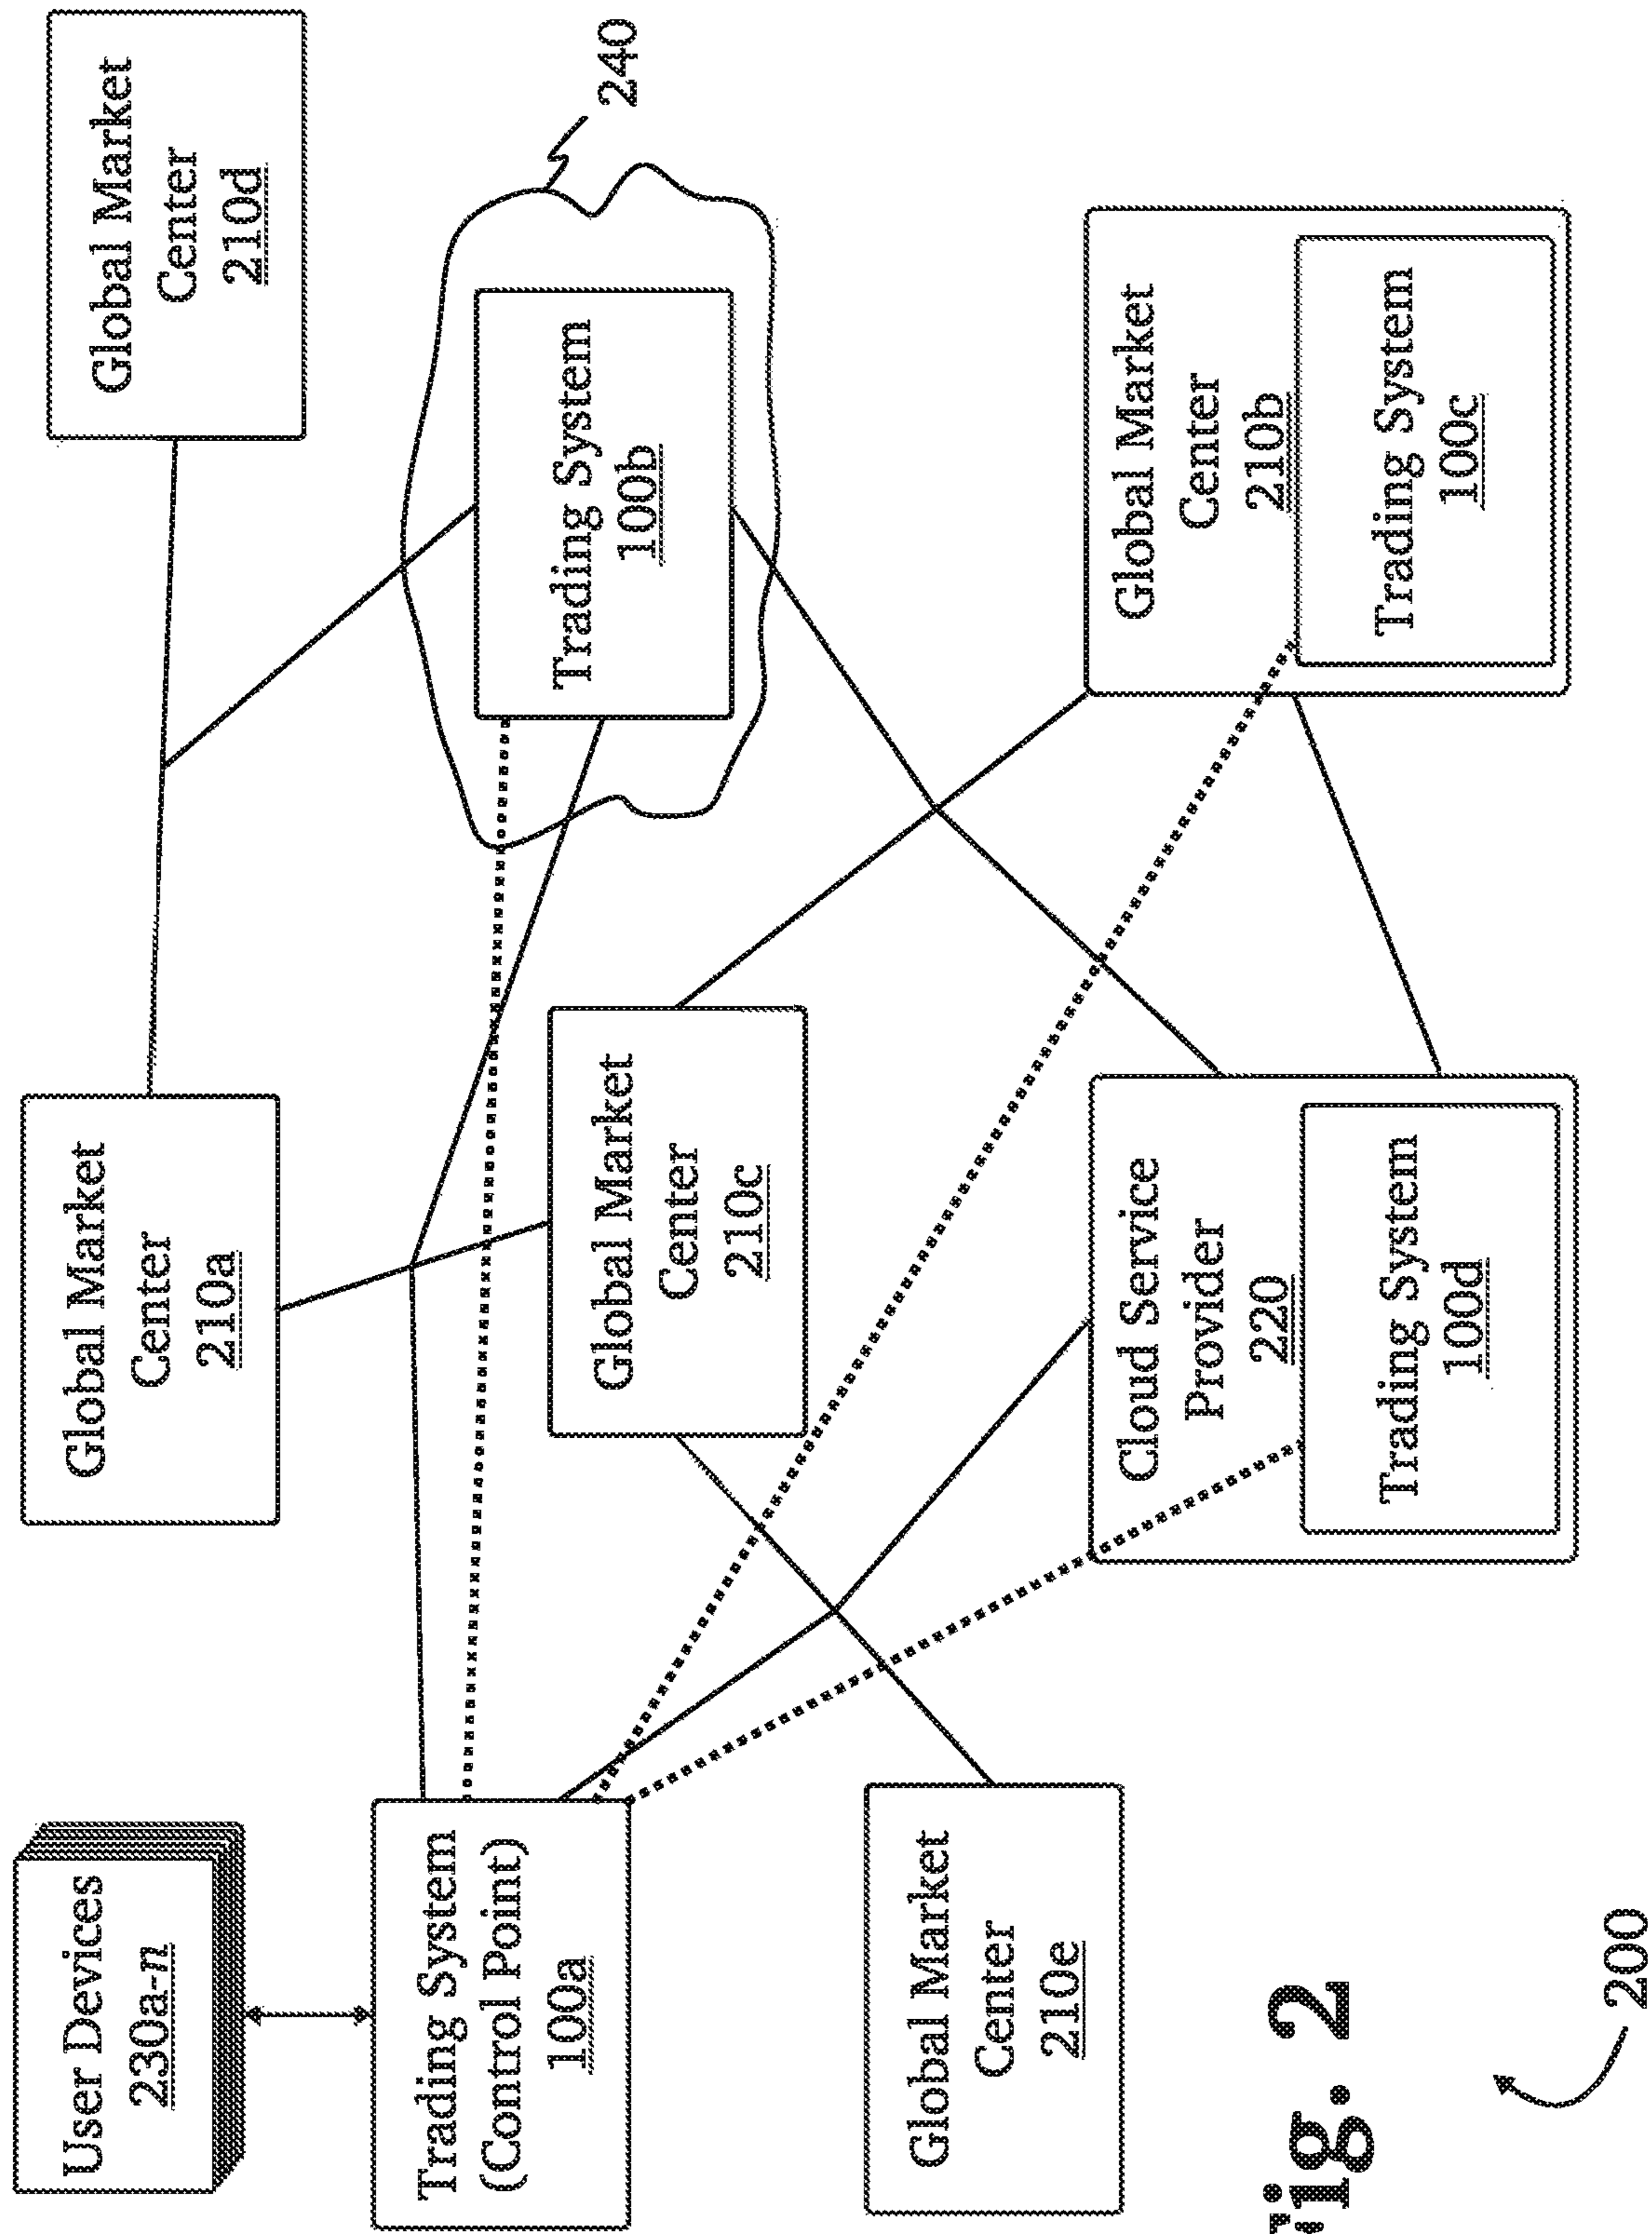 User Devices
230a-n
Trading System
(Control Point)
100a
Global Market
Center
210e
Global Market
Center
210a
Global Market
Center
210c
Cloud Service
Provider
220
Trading System
100d
Global Market
Center
210d
240
Trading System
100b
Global Market
Center
210b
Trading System
100c
200
ig. 2